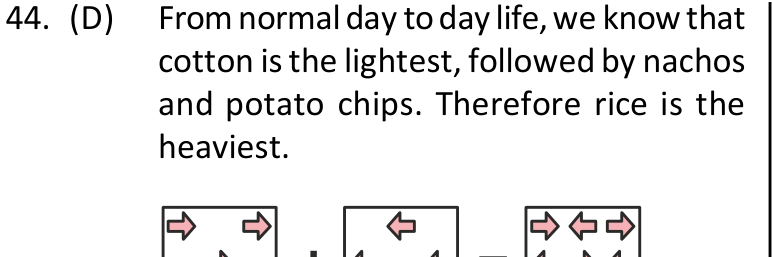 44. (D) From normal day to day life, we know that
cotton is the lightest, followed by nachos
and potato chips. Therefore rice is the
heaviest.